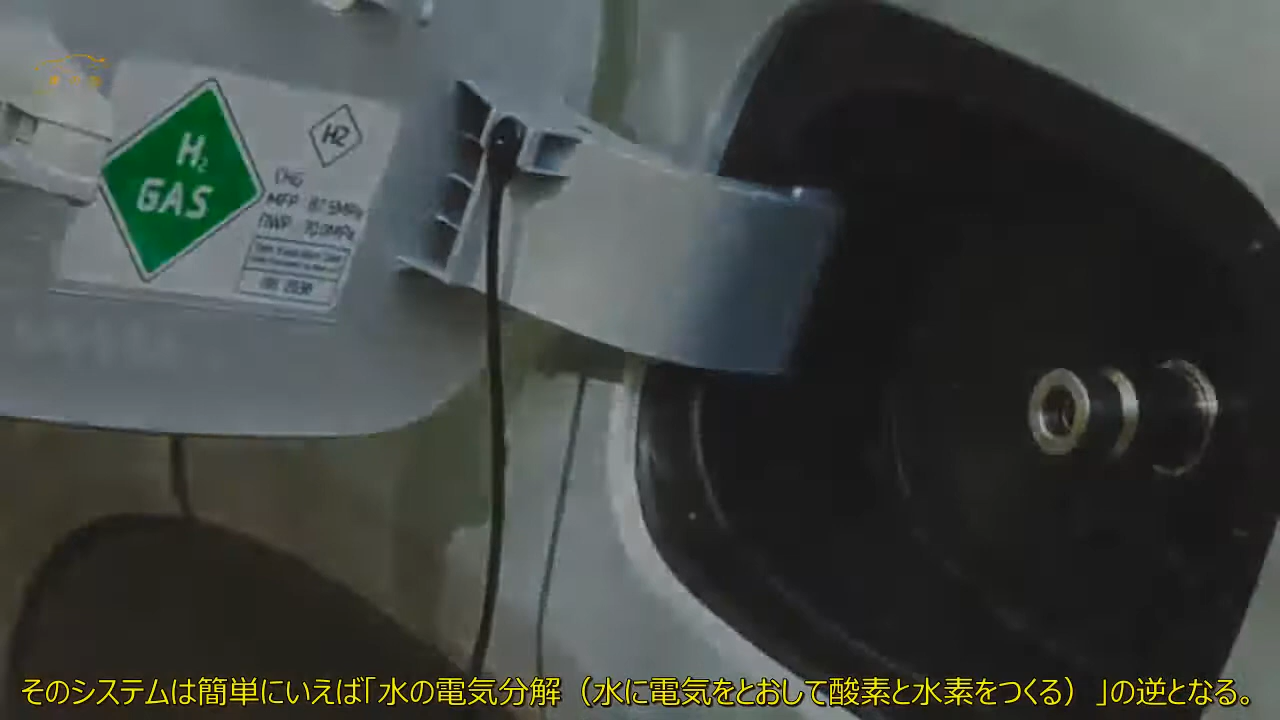 H2
GAS
H2
MFP 87.5MPa
NWP 70.0MPa
2038
そのシステムは簡単にいえば「水の電気分解（水に電気をとおして酸素と水素をつくる）」の逆となる。